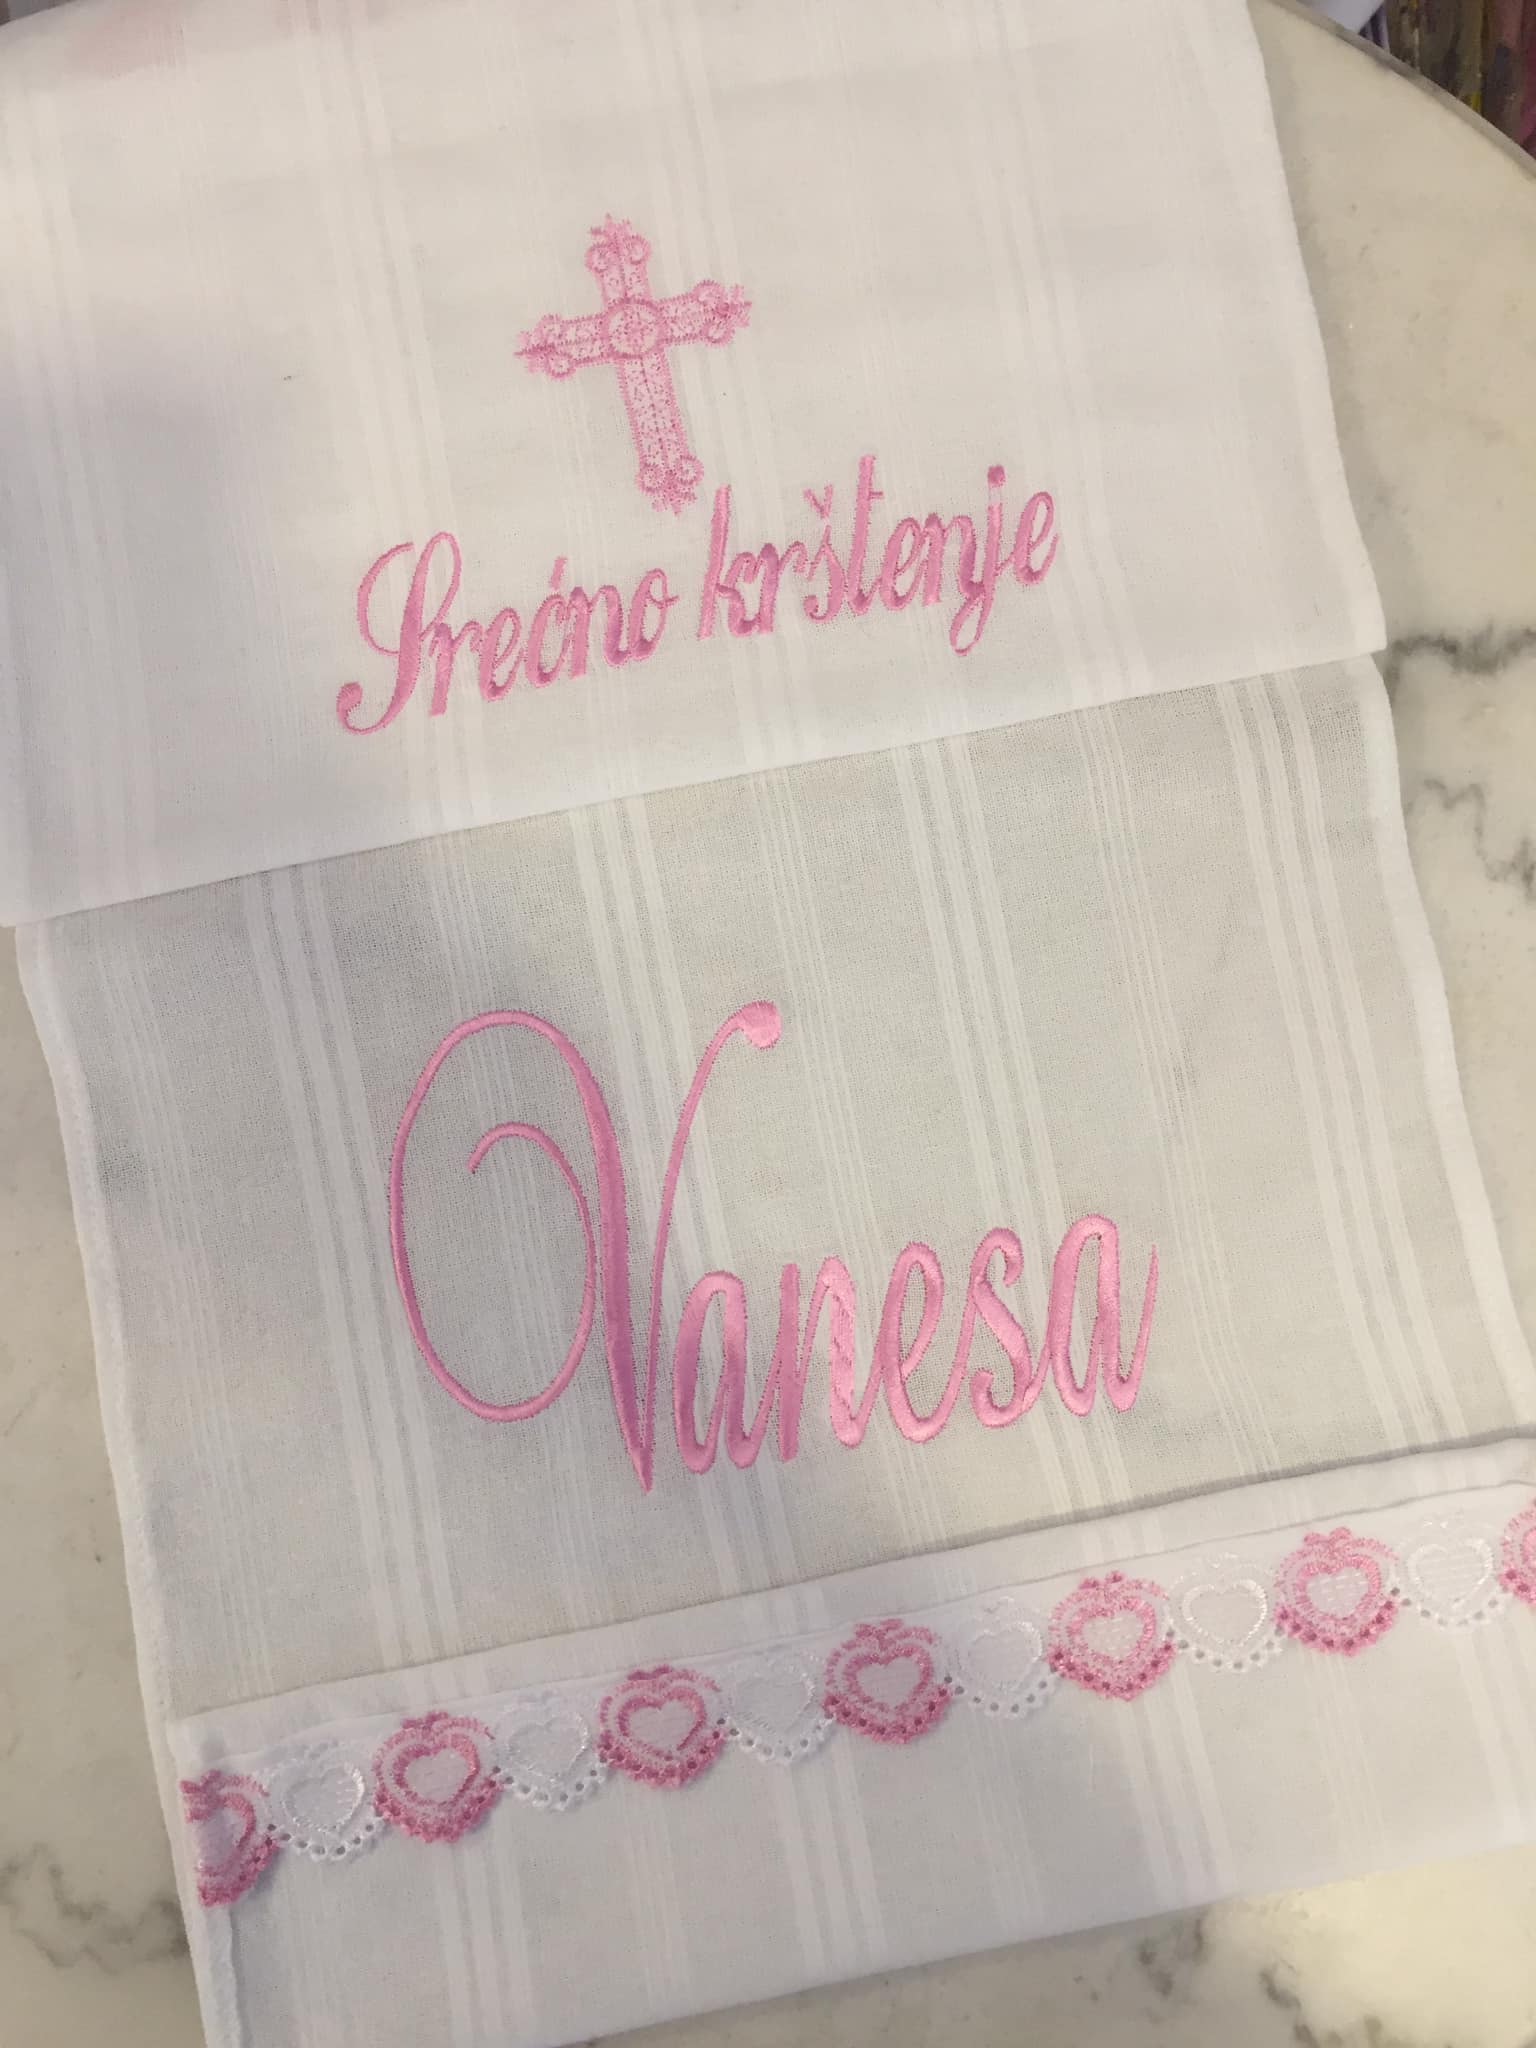 Srećno krštenje
Vanesa